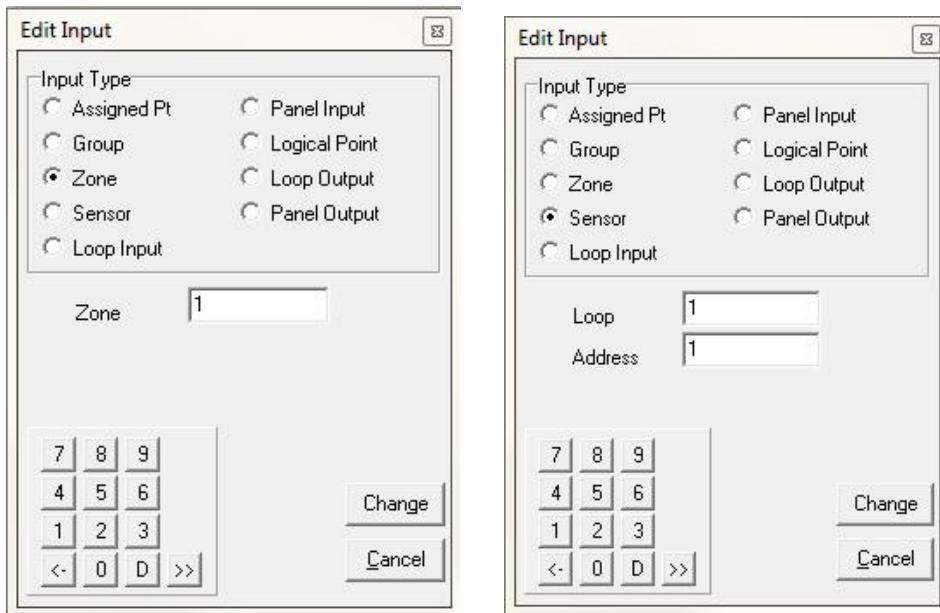 Edit Input
Input Type
Assigned Pt Panel Input
Group Logical Point
Zone Loop Output
Sensor Panel Output
Loop Input
Zone 1
7 8 9
4 5 6
1 2 3
<- 0 D >>
Change
Cancel
Edit Input
Input Type
Assigned Pt Panel Input
Group Logical Point
Zone Loop Output
Sensor Panel Output
Loop Input
Loop 1
Address 1
7 8 9
4 5 6
1 2 3
<- 0 D >>
Change
Cancel